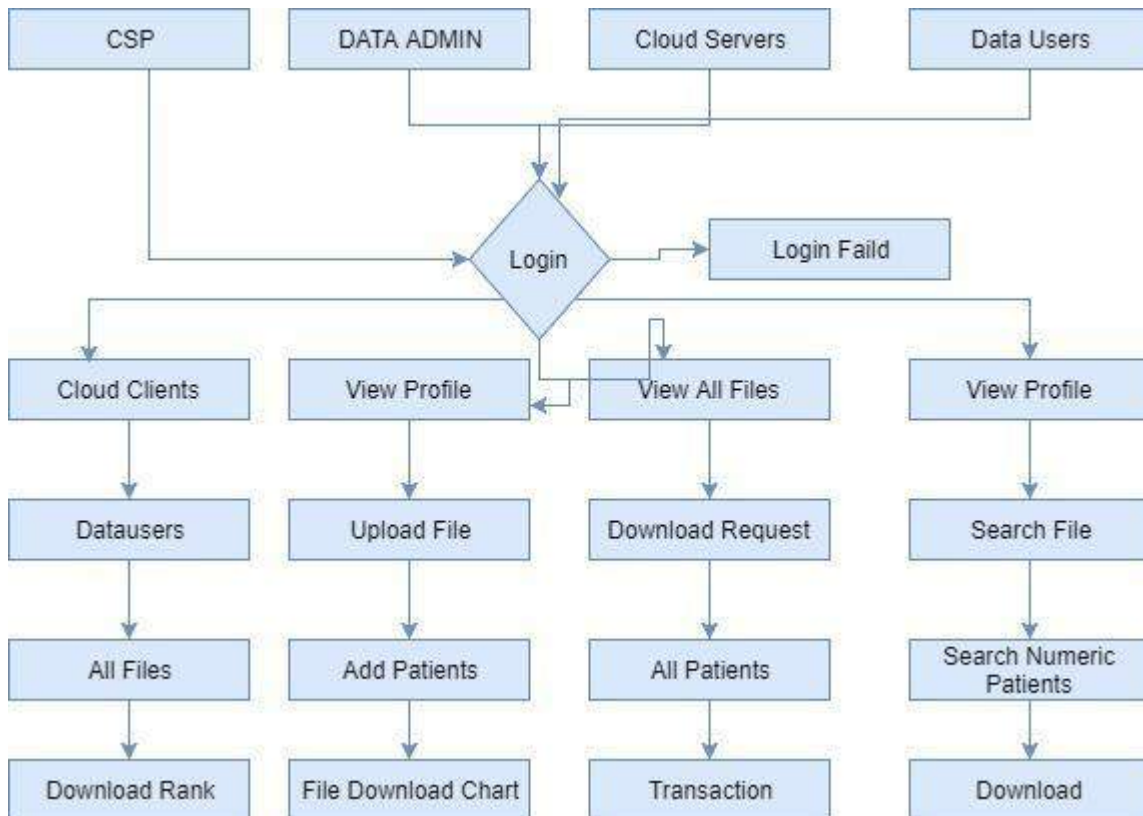 CSP
DATA ADMIN
Cloud Servers
Data Users
Login
Login Faild
Cloud Clients
View Profile
View All Files
View Profile
Datausers
Upload File
Download Request
Search File
All Files
Add Patients
All Patients
Search Numeric
Patients
Download Rank
File Download Chart
Transaction
Download